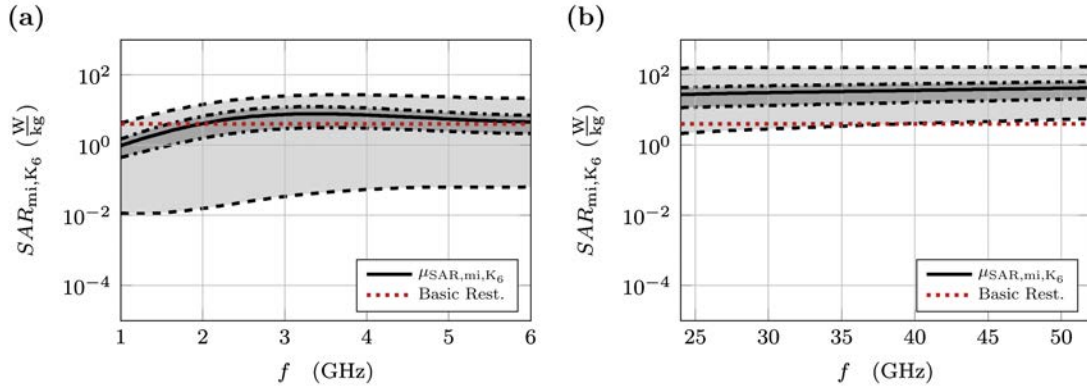 (a)
SAR_mi,K6 (W/kg)
10^2
10^0
10^−2
10^−4
μ_SAR,mi,K6
Basic Rest.
1 2 3 4 5 6
f (GHz)
(b)
SAR_mi,K6 (W/kg)
10^2
10^0
10^−2
10^−4
μ_SAR,mi,K6
Basic Rest.
25 30 35 40 45 50
f (GHz)